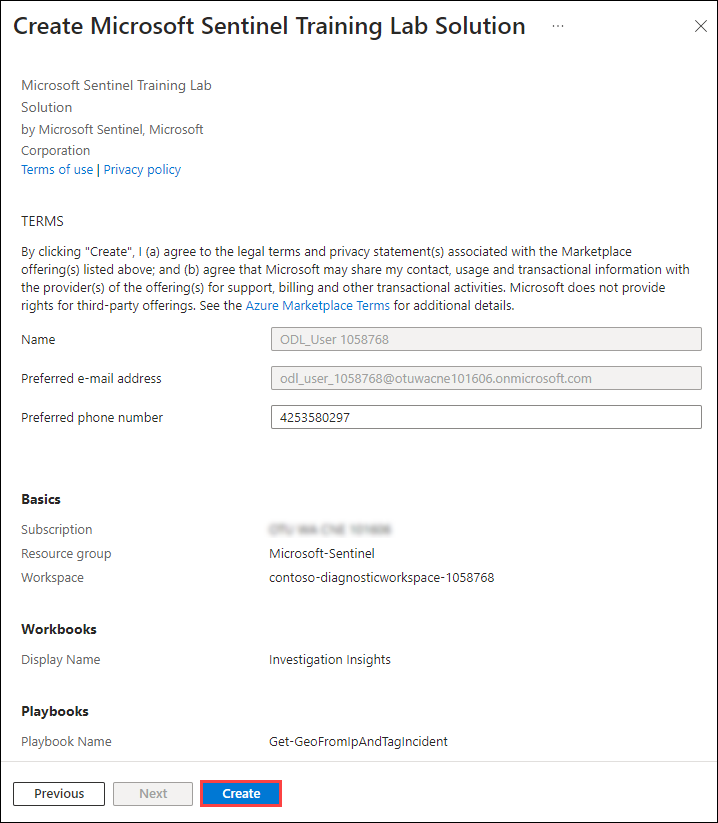 Create Microsoft Sentinel Training Lab Solution ...
Microsoft Sentinel Training Lab
Solution
by Microsoft Sentinel, Microsoft
Corporation
Terms of use | Privacy policy
TERMS
By clicking "Create", I (a) agree to the legal terms and privacy statement(s) associated with the Marketplace
offering(s) listed above; and (b) agree that Microsoft may share my contact, usage and transactional information with
the provider(s) of the offering(s) for support, billing and other transactional activities. Microsoft does not provide
rights for third-party offerings. See the Azure Marketplace Terms for additional details.
Name ODL_User 1058768
Preferred e-mail address odl_user_1058768@otuwacne101606.onmicrosoft.com
Preferred phone number 4253580297
Basics
Subscription
Resource group Microsoft-Sentinel
Workspace contoso-diagnosticworkspace-1058768
Workbooks
Display Name Investigation Insights
Playbooks
Playbook Name Get-GeoFromIpAndTagIncident
Previous Next Create